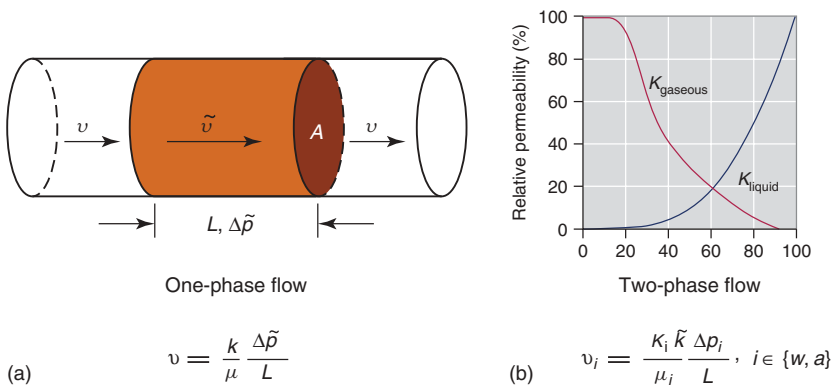 υ
υ̃
A
υ
L, Δp̃
One-phase flow
(a)
υ = k/μ Δp̃/L
Relative permeability (%)
100
80
60
40
20
0
K_gaseous
K_liquid
0 20 40 60 80 100
Two-phase flow
(b)
υ_i = κ_i k̃/μ_i Δp_i/L, i ∈ {w, a}